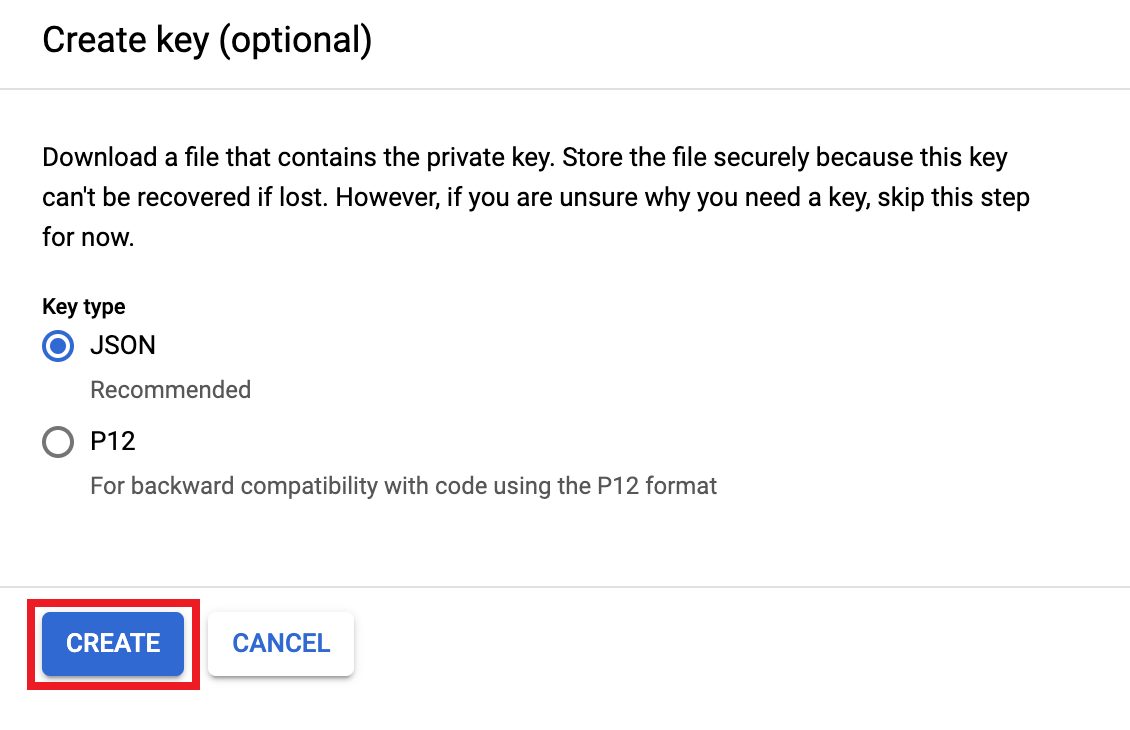 Create key (optional)
Download a file that contains the private key. Store the file securely because this key
can't be recovered if lost. However, if you are unsure why you need a key, skip this step
for now.
Key type
JSON
Recommended
P12
For backward compatibility with code using the P12 format
CREATE CANCEL